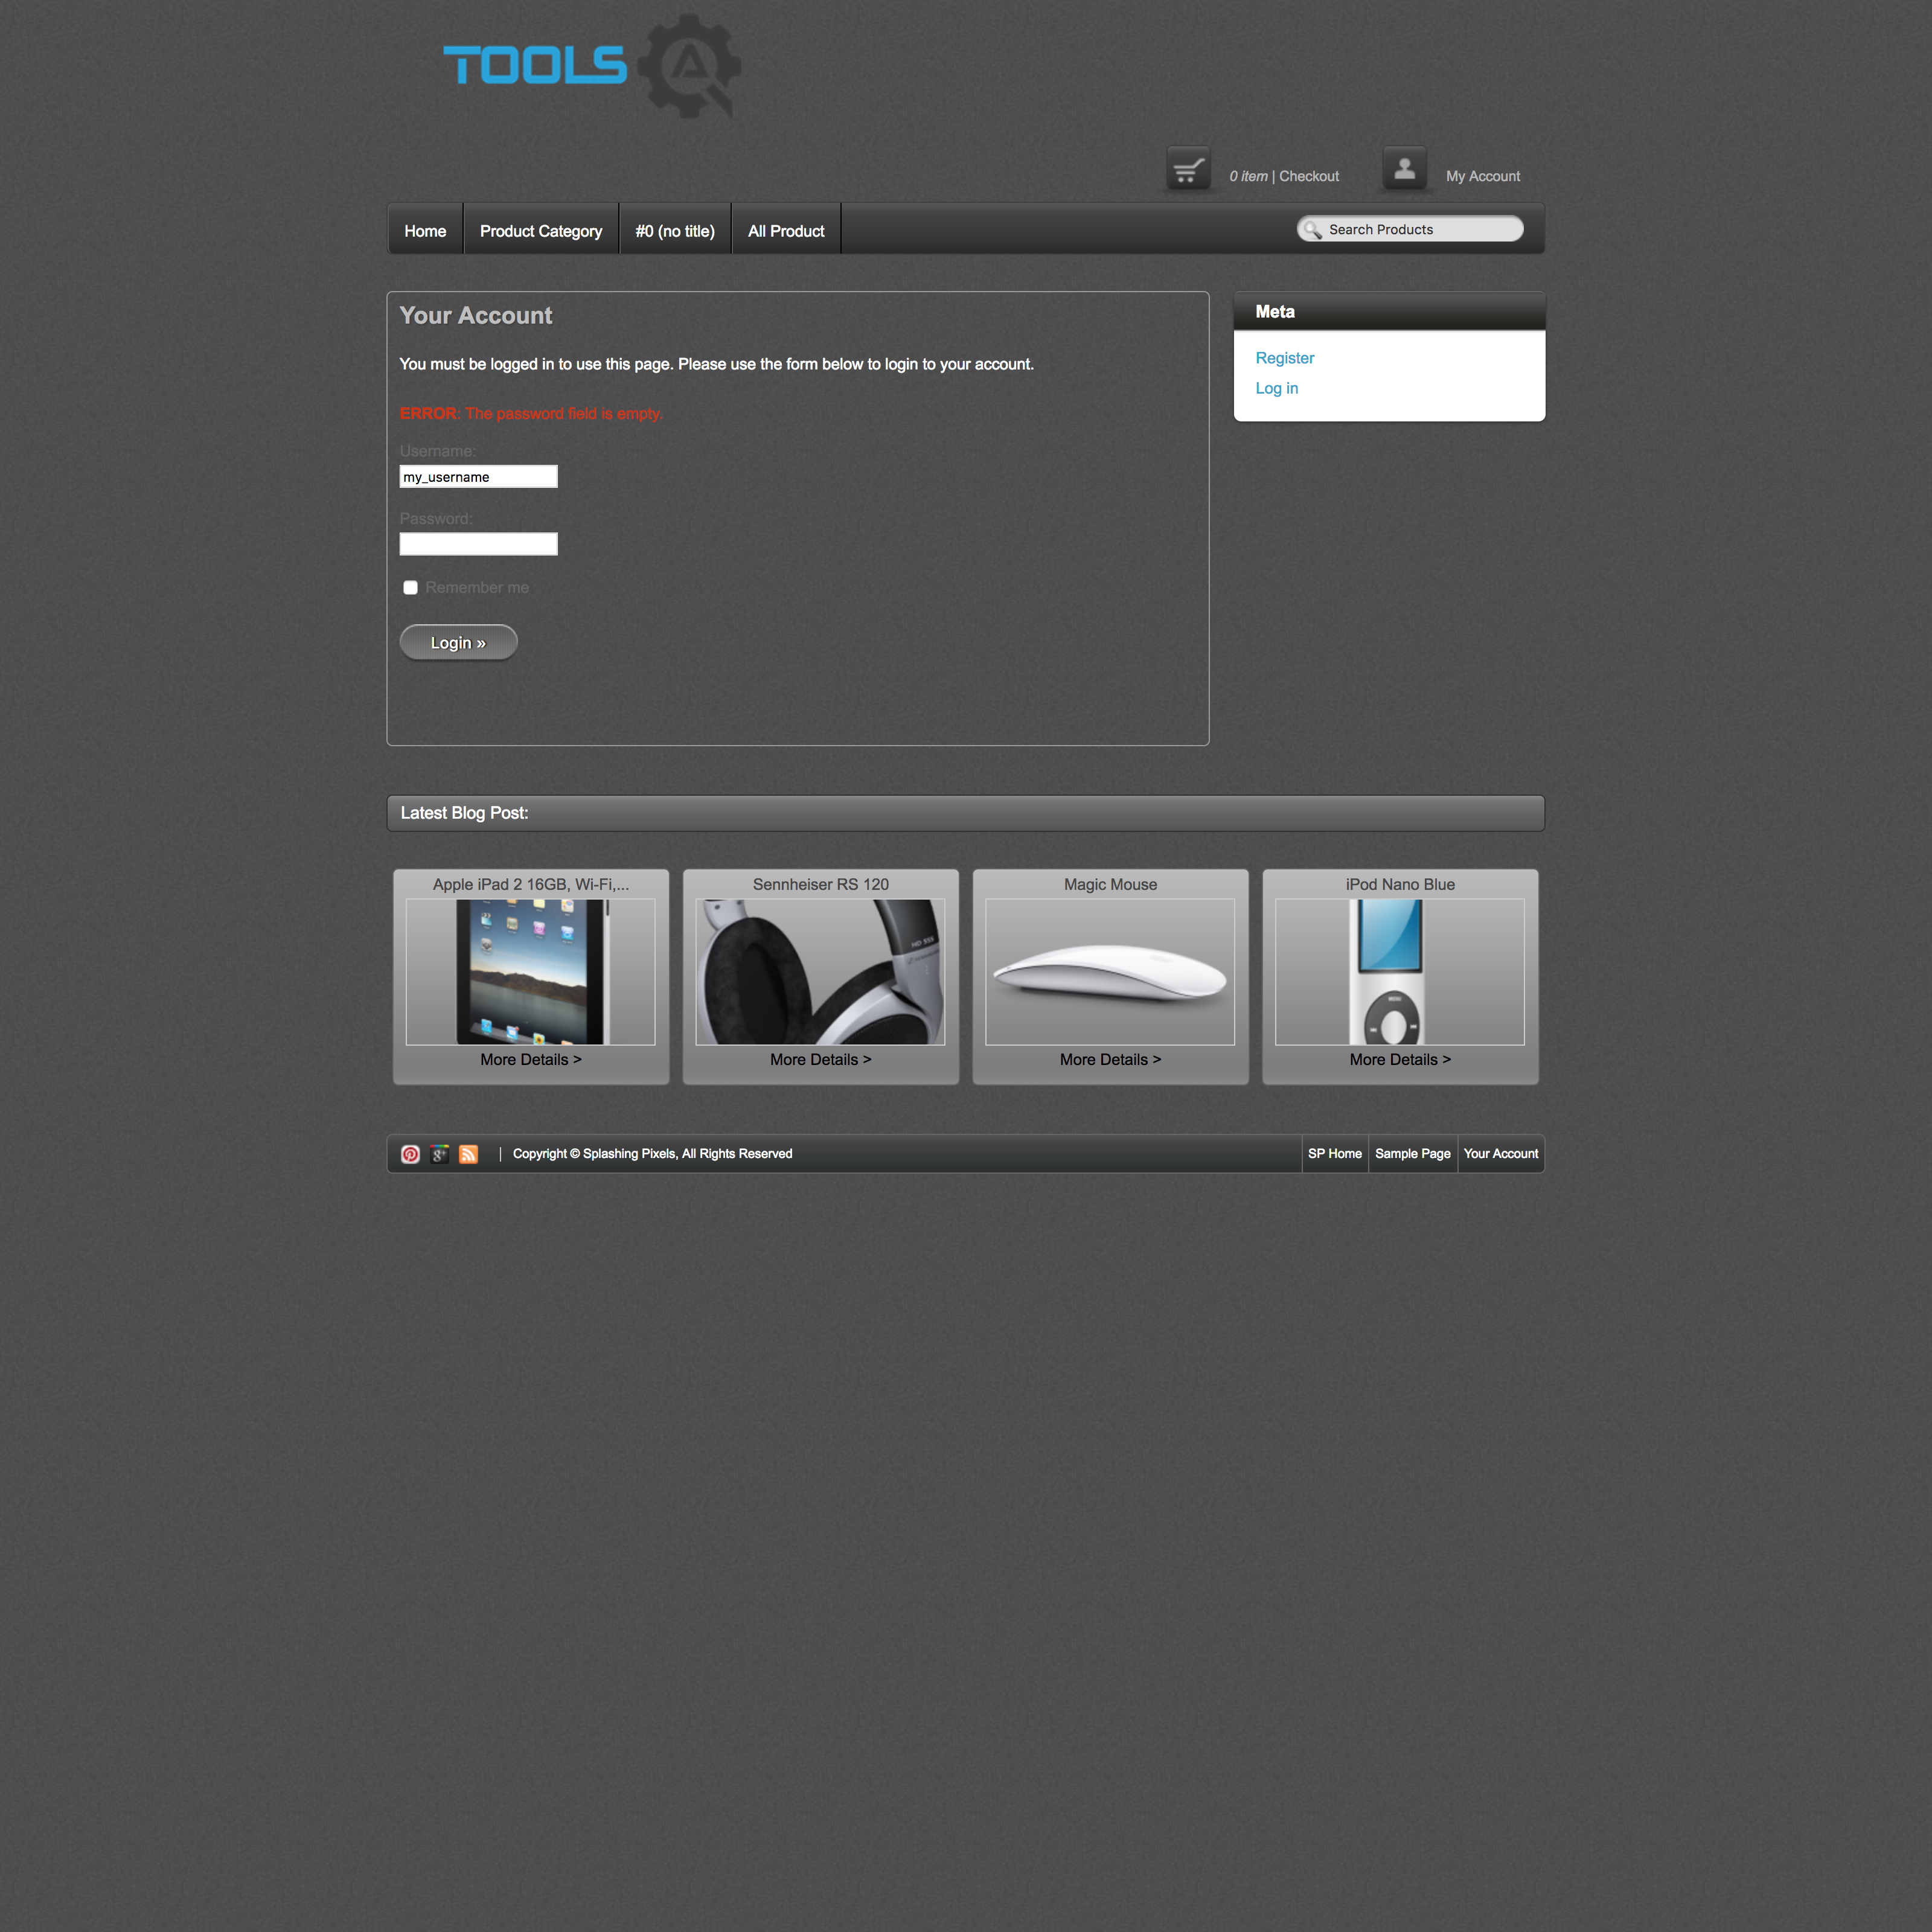 TOOLS QA
0 item | Checkout
My Account
Home
Product Category
#0 (no title)
All Product
Search Products
Your Account
You must be logged in to use this page. Please use the form below to login to your account.
ERROR: The password field is empty.
Username:
my_username
Password:
Remember me
Login »
Meta
Register
Log in
Latest Blog Post:
Apple iPad 2 16GB, Wi-Fi,...
More Details >
Sennheiser RS 120
HD 555
More Details >
Magic Mouse
More Details >
iPod Nano Blue
MENU
More Details >
g+
| Copyright © Splashing Pixels, All Rights Reserved
SP Home
Sample Page
Your Account